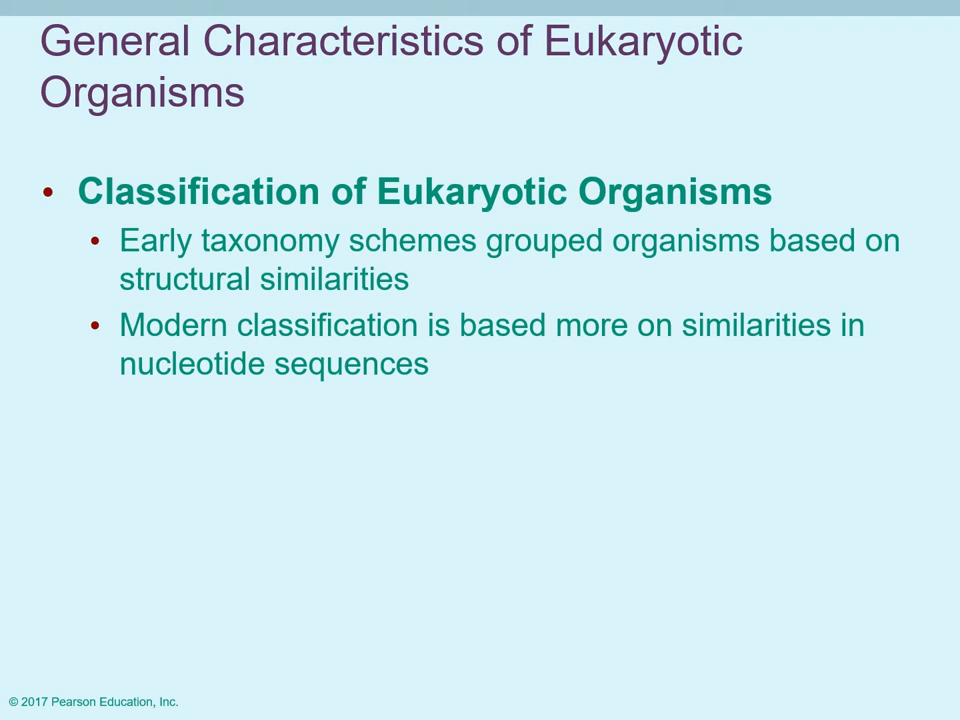 General Characteristics of Eukaryotic
Organisms
• Classification of Eukaryotic Organisms
• Early taxonomy schemes grouped organisms based on
structural similarities
• Modern classification is based more on similarities in
nucleotide sequences
© 2017 Pearson Education, Inc.